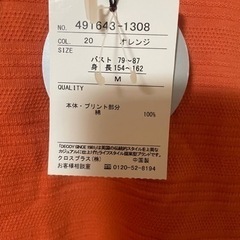 NO. 491643-1308
COL. 20 オレンジ
SIZE
バスト 79~87
身 長 154~162
M
QUALITY
本体・プリント部分
綿 100%
クロスプラス(株) 中国製
お客様相談室 0120-52-8194